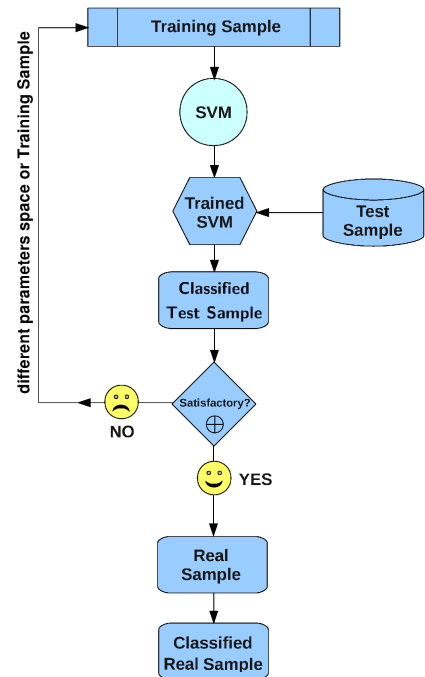 Training Sample
SVM
Trained
SVM
Test
Sample
Classified
Test Sample
Satisfactory?
NO
YES
Real
Sample
Classified
Real Sample
different parameters space or Training Sample